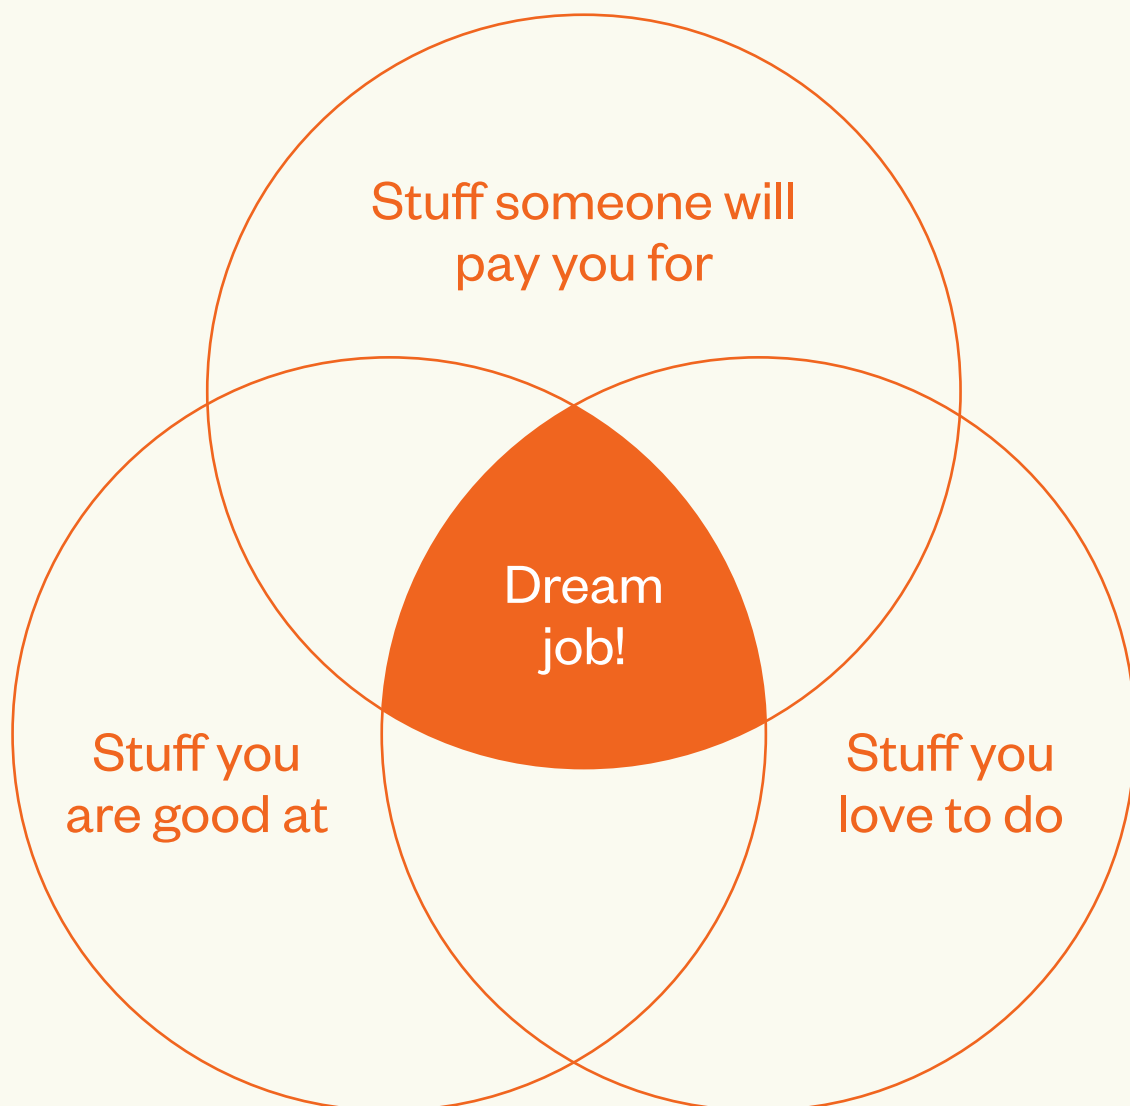 Stuff someone will
pay you for
Dream
job!
Stuff you
are good at
Stuff you
love to do